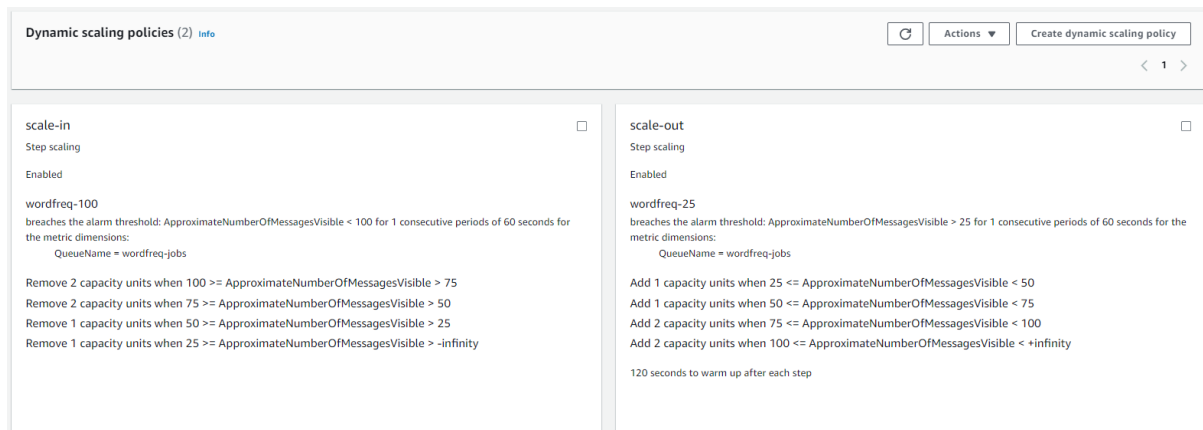 Dynamic scaling policies (2) Info
Actions ▼
Create dynamic scaling policy
< 1 >
scale-in
Step scaling
Enabled
wordfreq-100
breaches the alarm threshold: ApproximateNumberOfMessagesVisible < 100 for 1 consecutive periods of 60 seconds for
the metric dimensions:
QueueName = wordfreq-jobs
Remove 2 capacity units when 100 >= ApproximateNumberOfMessagesVisible > 75
Remove 2 capacity units when 75 >= ApproximateNumberOfMessagesVisible > 50
Remove 1 capacity units when 50 >= ApproximateNumberOfMessagesVisible > 25
Remove 1 capacity units when 25 >= ApproximateNumberOfMessagesVisible > -infinity
scale-out
Step scaling
Enabled
wordfreq-25
breaches the alarm threshold: ApproximateNumberOfMessagesVisible > 25 for 1 consecutive periods of 60 seconds for the
metric dimensions:
QueueName = wordfreq-jobs
Add 1 capacity units when 25 <= ApproximateNumberOfMessagesVisible < 50
Add 1 capacity units when 50 <= ApproximateNumberOfMessagesVisible < 75
Add 2 capacity units when 75 <= ApproximateNumberOfMessagesVisible < 100
Add 2 capacity units when 100 <= ApproximateNumberOfMessagesVisible < +infinity
120 seconds to warm up after each step